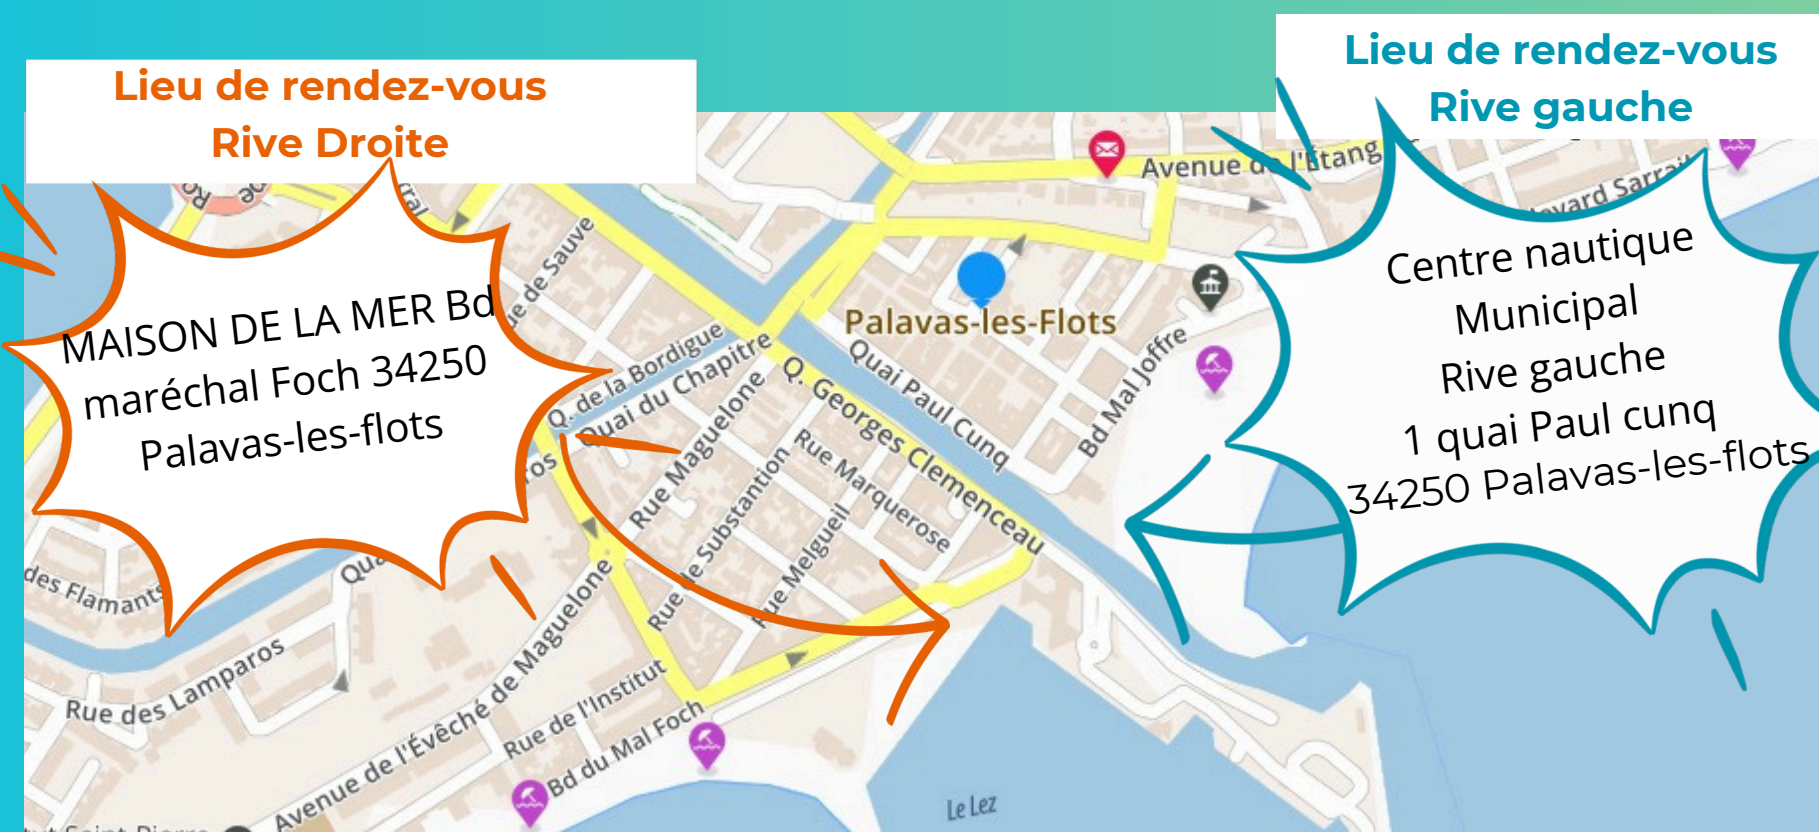 Lieu de rendez-vous
Rive Droite
Lieu de rendez-vous
Rive gauche
MAISON DE LA MER Bd
maréchal Foch 34250
Palavas-les-flots
Centre nautique
Municipal
Rive gauche
1 quai Paul cunq
34250 Palavas-les-flots
Avenue de l'Étang
Palavas-les-Flots
Q. de la Bordigue
Quai du Chapitre
Q. Georges Clemenceau
Quai Paul Cunq
Bd Mal Joffre
Rue Maguelone
Rue de Substantion
Rue Marquerose
Rue Melgueil
des Flamants
Rue des Lamparos
Avenue de l'Évêché de Maguelone
Rue de l'Institut
Bd du Mal Foch
Le Lez